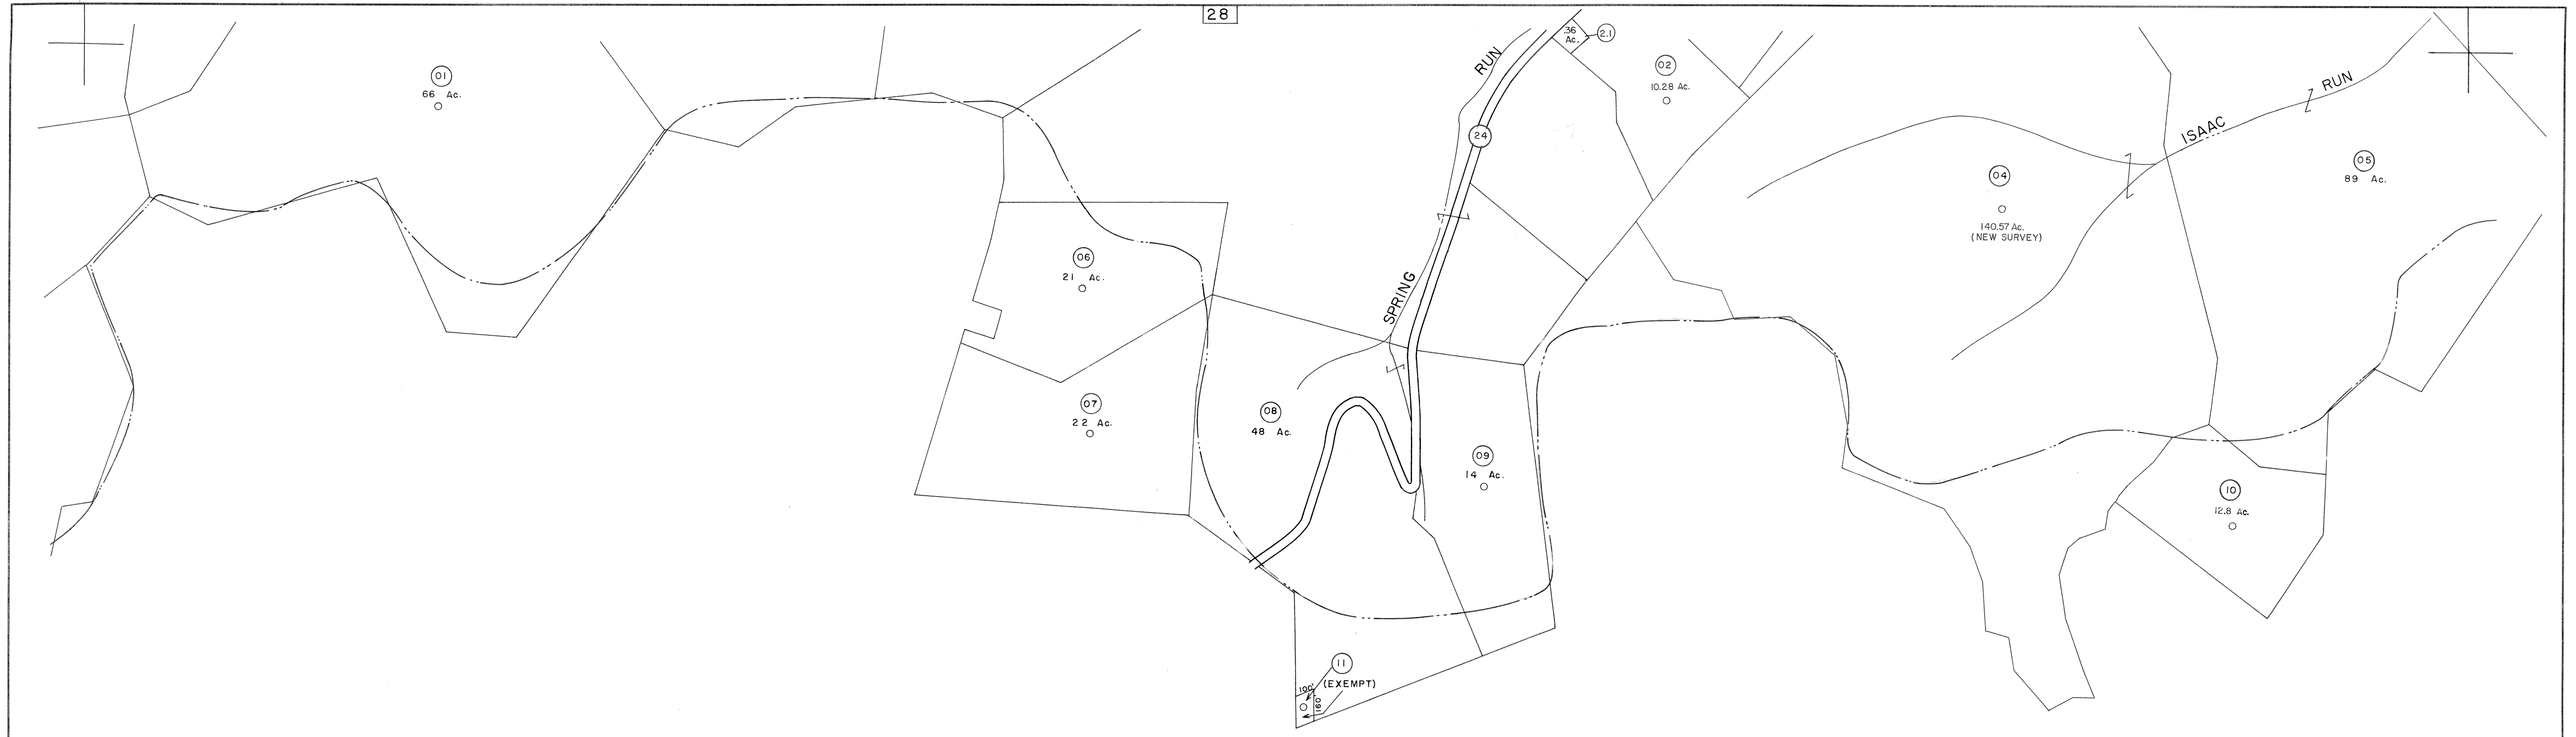 28
01
66 Ac.
.36
Ac.
2.1
RUN
02
10.28 Ac.
24
SPRING
ISAAC RUN
04
140.57 Ac.
(NEW SURVEY)
05
89 Ac.
06
21 Ac.
07
22 Ac.
08
48 Ac.
09
14 Ac.
10
12.8 Ac.
11
(EXEMPT)
100'
160'